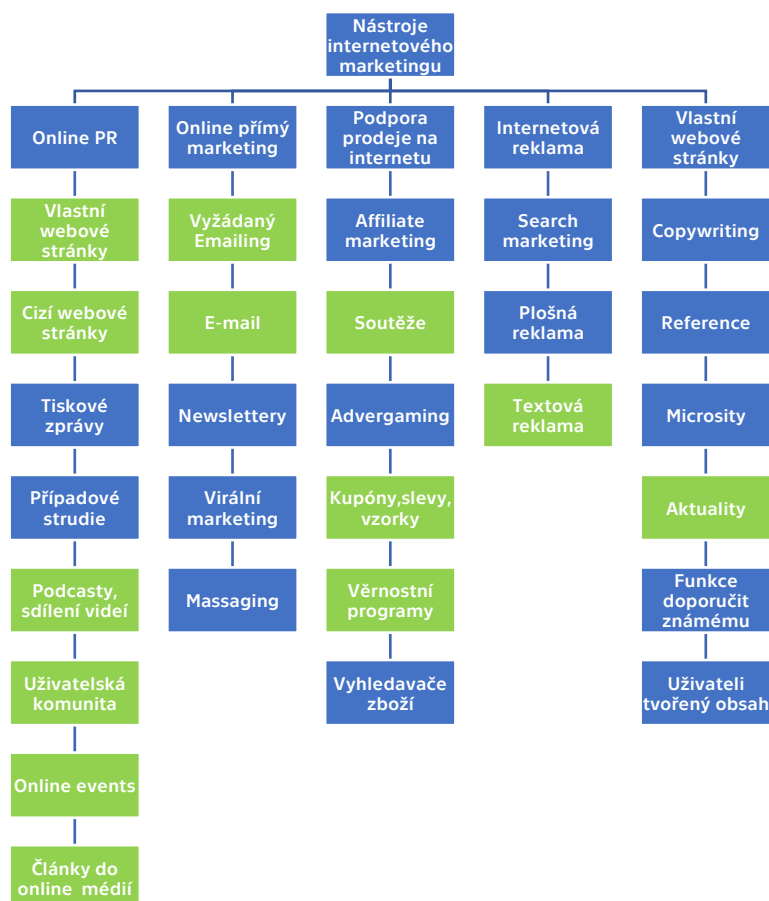 Nástroje
internetového
marketingu
Online PR
Online přímý
marketing
Podpora
prodeje na
internetu
Internetová
reklama
Vlastní
webové
stránky
Vlastní
webové
stránky
Vyžádaný
Emailing
Affiliate
marketing
Search
marketing
Copywriting
Cizí webové
stránky
E-mail
Soutěže
Plošná
reklama
Reference
Tiskové
zprávy
Newslettery
Advergaming
Textová
reklama
Microsity
Případové
strudie
Virální
marketing
Kupóny,slevy,
vzorky
Aktuality
Podcasty,
sdílení videí
Massaging
Věrnostní
programy
Funkce
doporučit
známému
Uživatelská
komunita
Vyhledavače
zboží
Uživateli
tvořený obsah
Online events
Články do
online médií